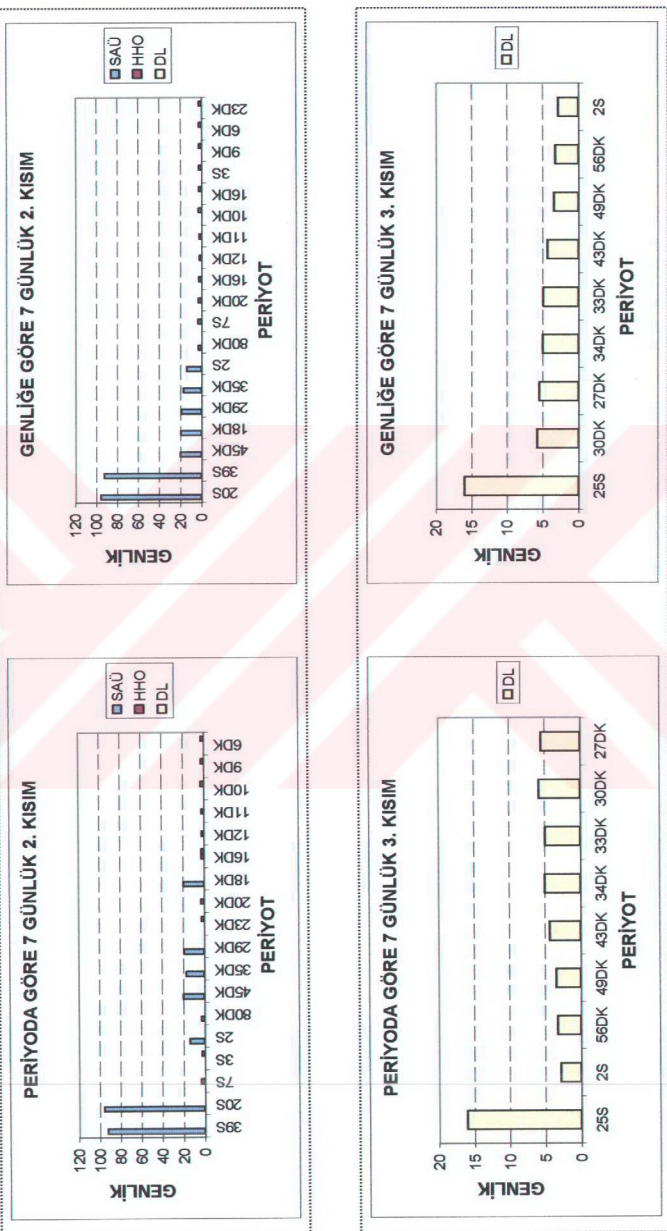 PERİYODA GÖRE 7 GÜNLÜK 2. KISIM
GENLİK
120
100
80
60
40
20
0
39S 20S 7S 3S 2S 80DK 45DK 35DK 29DK 23DK 20DK 18DK 16DK 12DK 11DK 10DK 9DK 6DK
PERİYOT
SAÜ
HHO
DL
GENLİĞE GÖRE 7 GÜNLÜK 2. KISIM
GENLİK
120
100
80
60
40
20
0
20S 39S 45DK 18DK 29DK 35DK 2S 80DK 7S 20DK 16DK 12DK 11DK 10DK 16DK 3S 9DK 6DK 23DK
PERİYOT
SAÜ
HHO
DL
PERİYODA GÖRE 7 GÜNLÜK 3. KISIM
GENLİK
20
15
10
5
0
25S 2S 56DK 49DK 43DK 34DK 33DK 30DK 27DK
PERİYOT
DL
GENLİĞE GÖRE 7 GÜNLÜK 3. KISIM
GENLİK
20
15
10
5
0
25S 30DK 27DK 34DK 33DK 43DK 49DK 56DK 2S
PERİYOT
DL